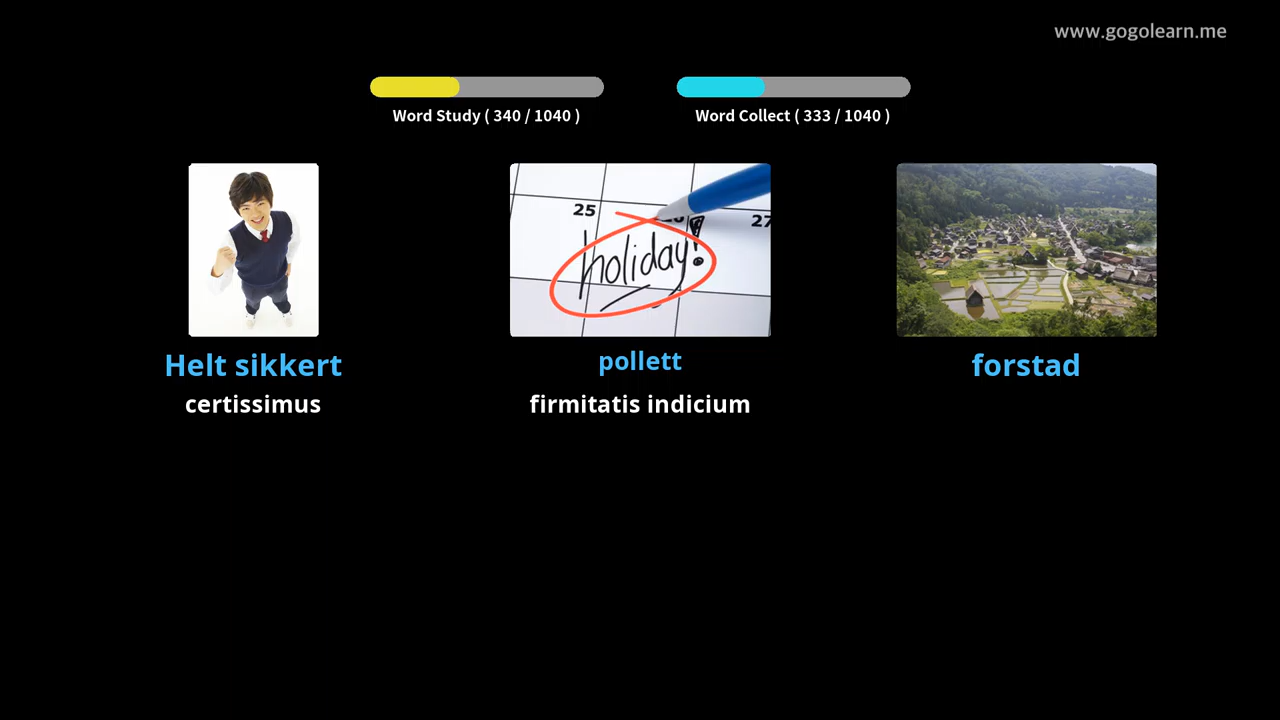 www.gogolearn.me
Word Study ( 340 / 1040 )
Word Collect ( 333 / 1040 )
25
27
holiday!
Helt sikkert
pollett
forstad
certissimus
firmitatis indicium